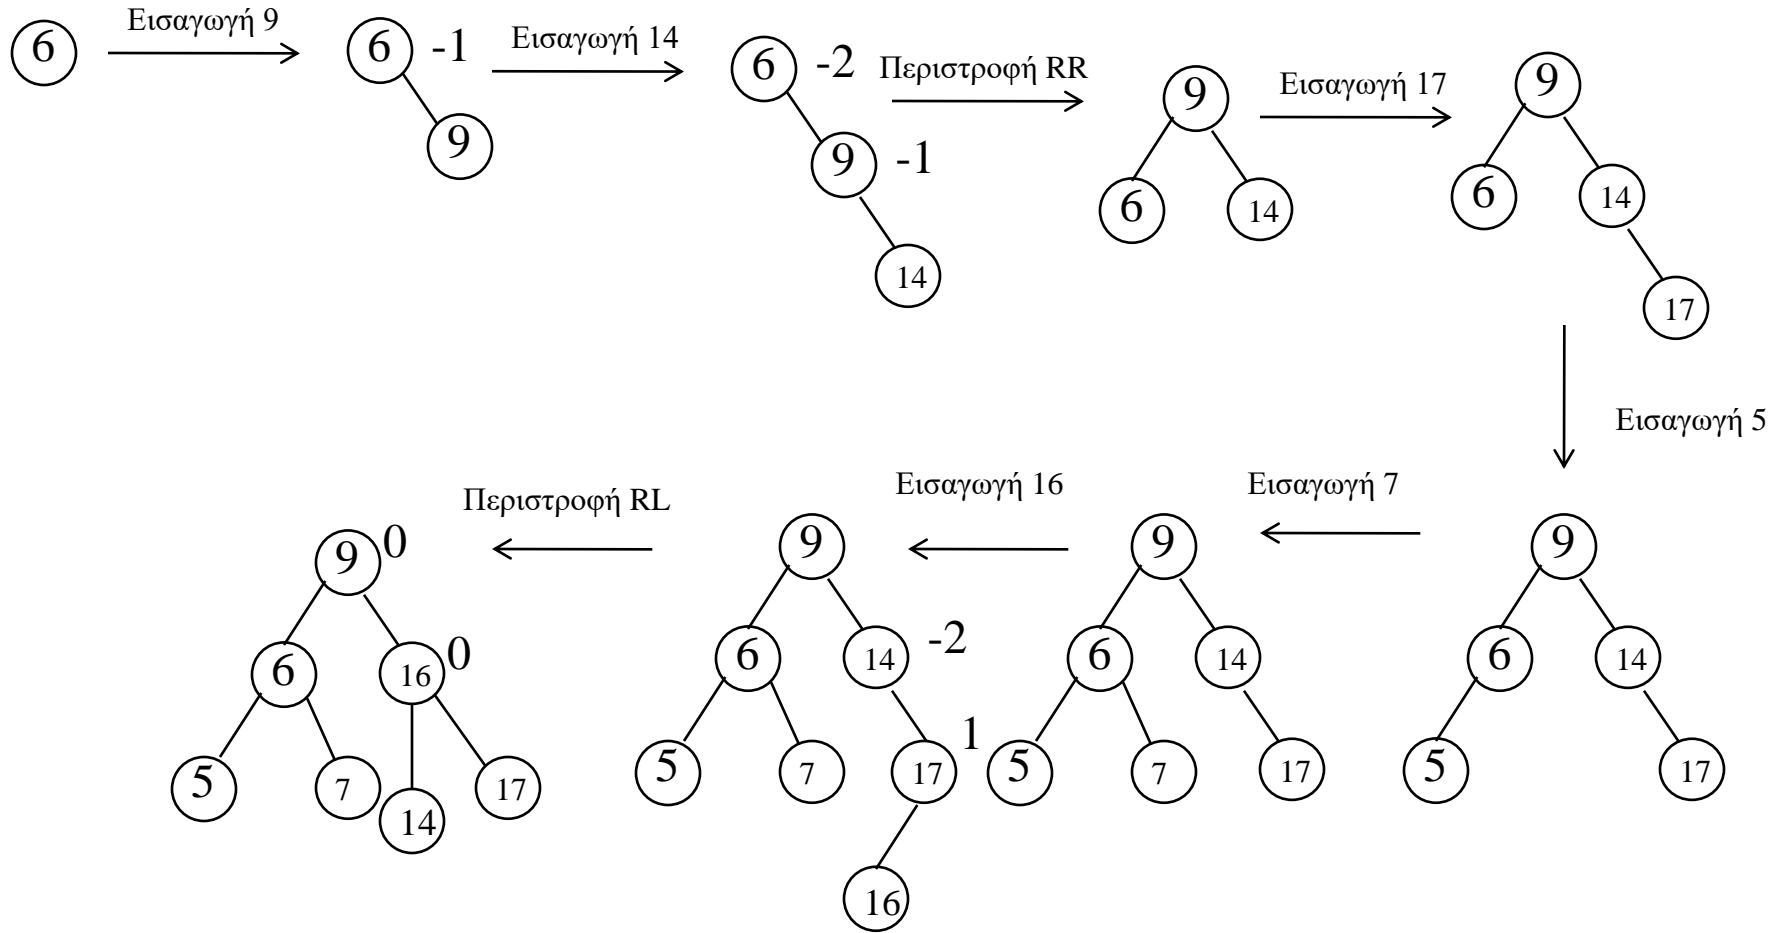 6
Εισαγωγή 9
6 -1
9
Εισαγωγή 14
6 -2
9 -1
14
Περιστροφή RR
9
6 14
Εισαγωγή 17
9
6 14
17
Εισαγωγή 5
9
6 14
5 17
Εισαγωγή 7
9
6 14
5 7 17
Εισαγωγή 16
9
6 14 -2
5 7 17 1
16
Περιστροφή RL
9 0
6 16 0
5 7 14 17